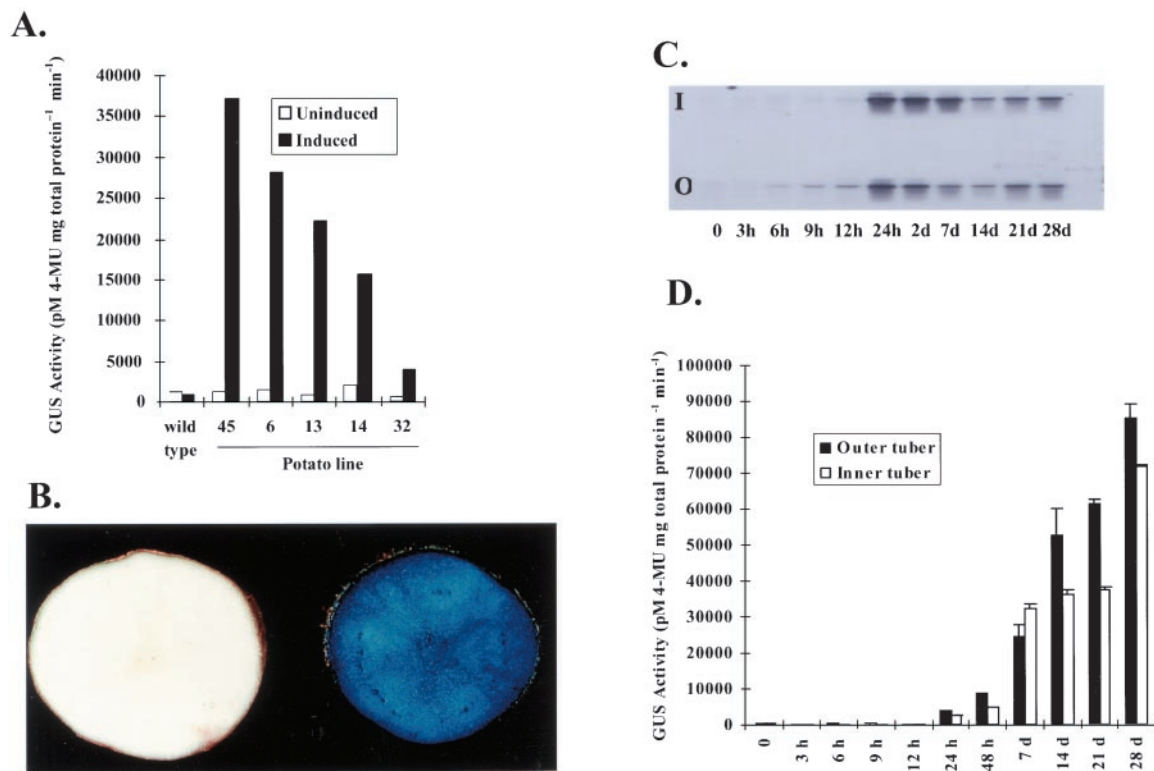 A.
GUS Activity (pM 4-MU mg total protein⁻¹ min⁻¹)
40000
35000
30000
25000
20000
15000
10000
5000
0
Uninduced
Induced
wild type
45
6
13
14
32
Potato line
B.
C.
I
O
0 3h 6h 9h 12h 24h 2d 7d 14d 21d 28d
D.
GUS Activity (pM 4-MU mg total protein ⁻¹ min⁻¹)
100000
90000
80000
70000
60000
50000
40000
30000
20000
10000
0
Outer tuber
Inner tuber
0
3 h
6 h
9 h
12 h
24 h
48 h
7 d
14 d
21 d
28 d